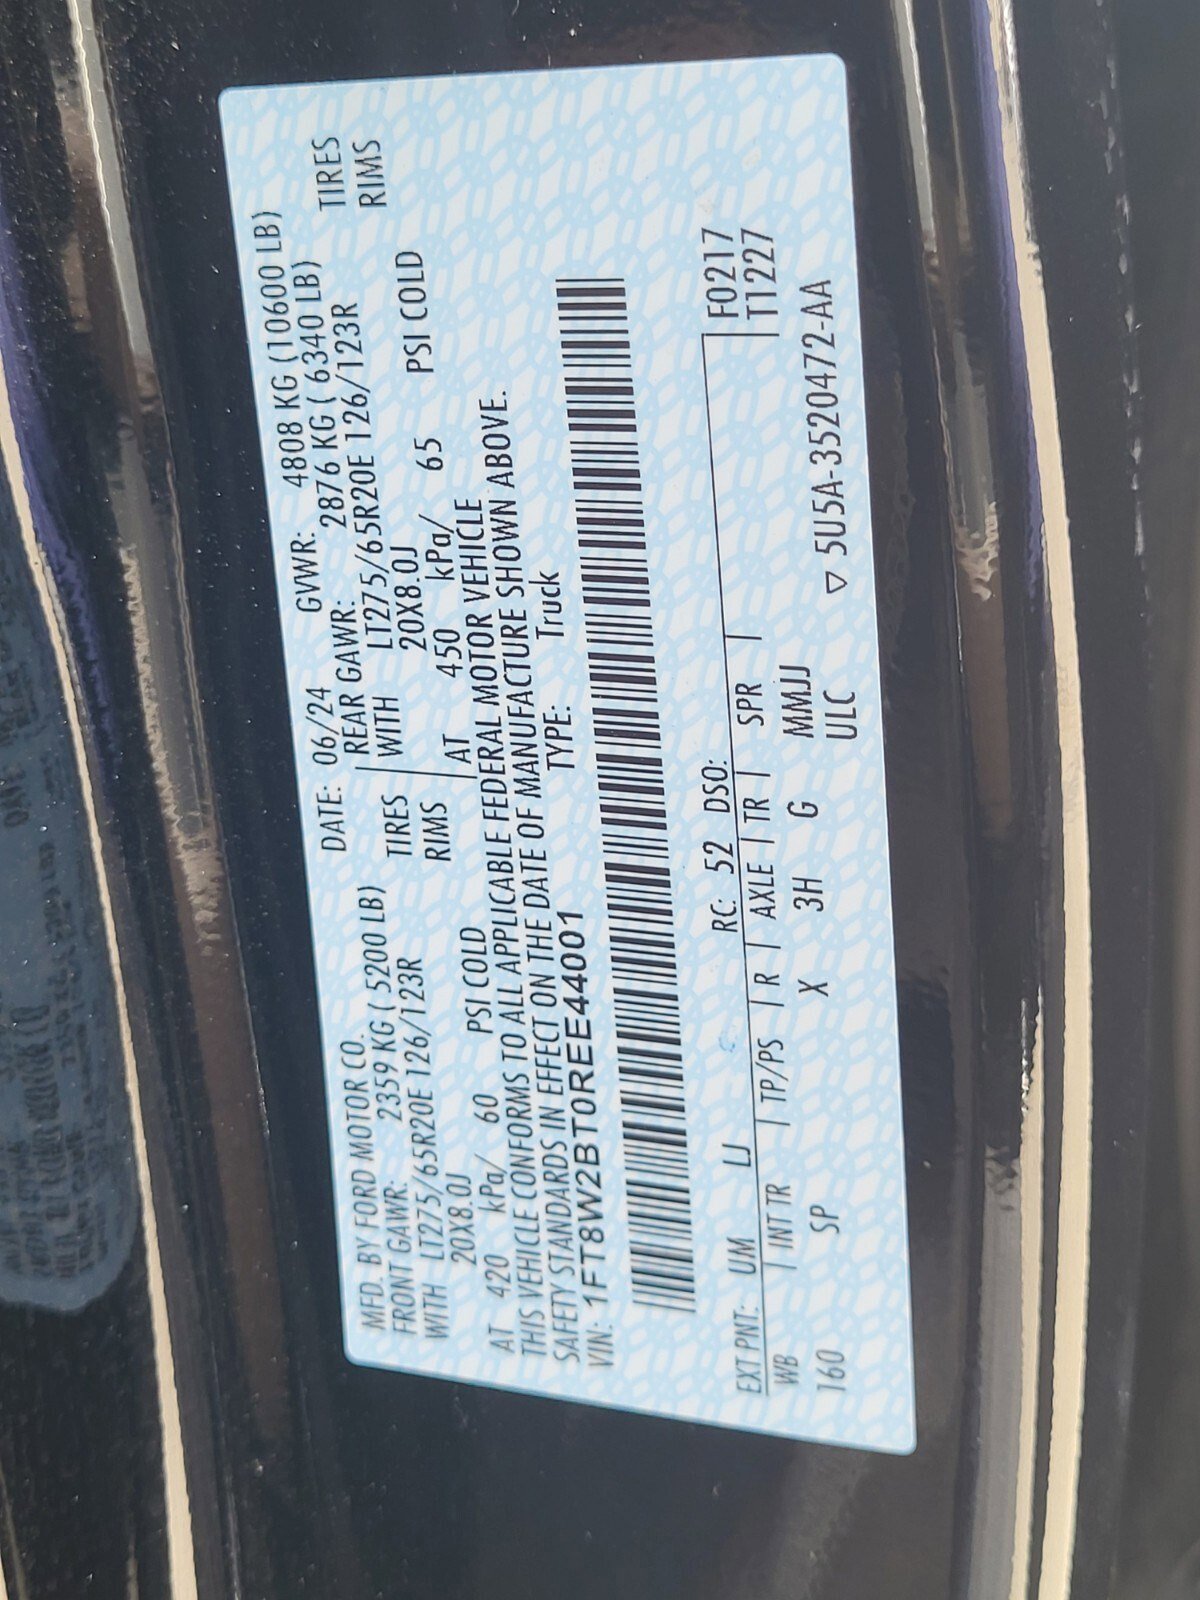 MFD. BY FORD MOTOR CO. DATE: 06/24 GVWR: 4808 KG (10600 LB)
FRONT GAWR: 2359 KG ( 5200 LB) REAR GAWR: 2876 KG ( 6340 LB)
WITH LT275/65R20E 126/123R TIRES WITH LT275/65R20E 126/123R TIRES
20X8.0J RIMS 20X8.0J RIMS
AT 420 kPa/ 60 PSI COLD AT 450 kPa/ 65 PSI COLD
THIS VEHICLE CONFORMS TO ALL APPLICABLE FEDERAL MOTOR VEHICLE
SAFETY STANDARDS IN EFFECT ON THE DATE OF MANUFACTURE SHOWN ABOVE.
VIN: 1FT8W2BT0REE44001 TYPE: Truck
EXT PNT: UM LJ RC: 52 DSO: F0217
WB INT TR TP/PS R AXLE TR SPR T1227
160 SP X 3H G MMJJ
ULC ▽ 5U5A-3520472-AA